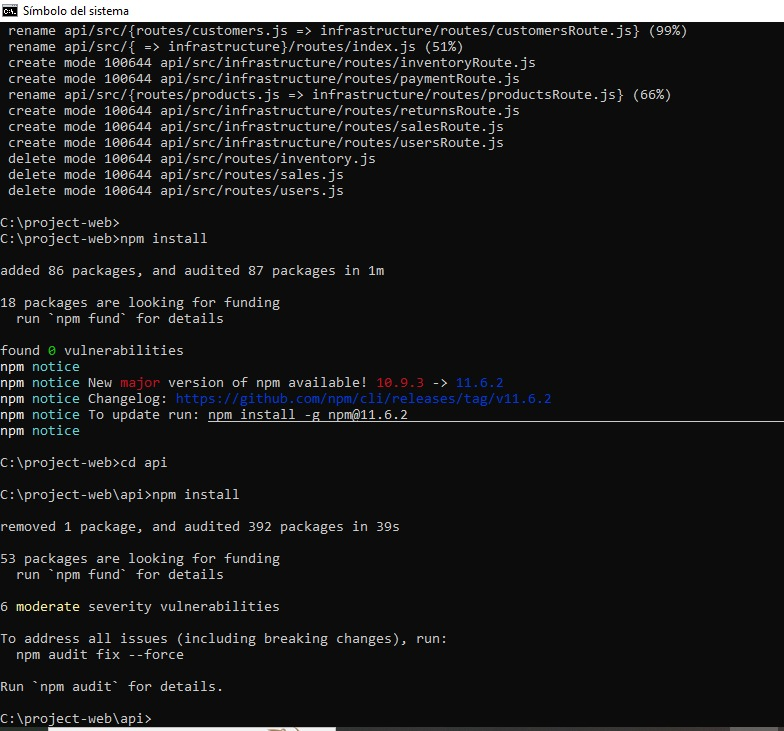 Símbolo del sistema
rename api/src/{routes/customers.js => infrastructure/routes/customersRoute.js} (99%)
rename api/src/{ => infrastructure}/routes/index.js (51%)
create mode 100644 api/src/infrastructure/routes/inventoryRoute.js
create mode 100644 api/src/infrastructure/routes/paymentRoute.js
rename api/src/{routes/products.js => infrastructure/routes/productsRoute.js} (66%)
create mode 100644 api/src/infrastructure/routes/returnsRoute.js
create mode 100644 api/src/infrastructure/routes/salesRoute.js
create mode 100644 api/src/infrastructure/routes/usersRoute.js
delete mode 100644 api/src/routes/inventory.js
delete mode 100644 api/src/routes/sales.js
delete mode 100644 api/src/routes/users.js
C:\project-web>
C:\project-web>npm install
added 86 packages, and audited 87 packages in 1m
18 packages are looking for funding
run `npm fund` for details
found 0 vulnerabilities
npm notice
npm notice New major version of npm available! 10.9.3 -> 11.6.2
npm notice Changelog: https://github.com/npm/cli/releases/tag/v11.6.2
npm notice To update run: npm install -g npm@11.6.2
npm notice
C:\project-web>cd api
C:\project-web\api>npm install
removed 1 package, and audited 392 packages in 39s
53 packages are looking for funding
run `npm fund` for details
6 moderate severity vulnerabilities
To address all issues (including breaking changes), run:
npm audit fix --force
Run `npm audit` for details.
C:\project-web\api>